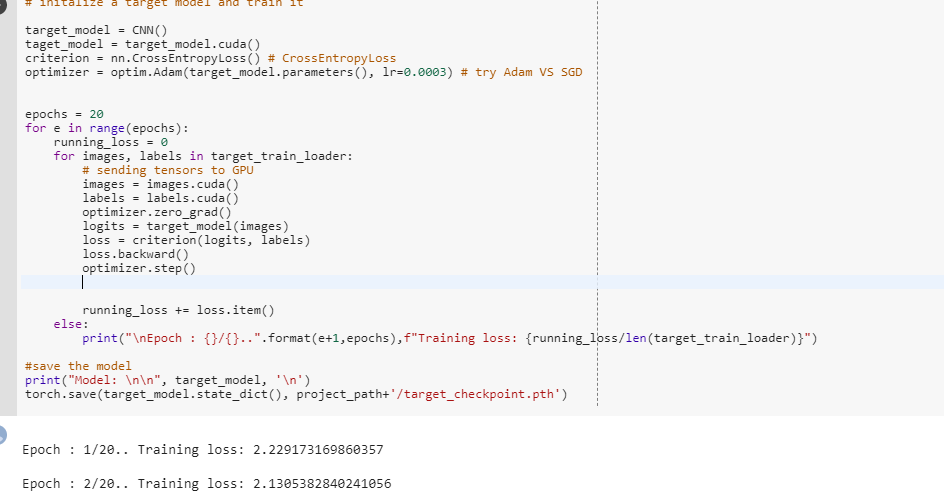 # initalize a target model and train it
target_model = CNN()
taget_model = target_model.cuda()
criterion = nn.CrossEntropyLoss() # CrossEntropyLoss
optimizer = optim.Adam(target_model.parameters(), lr=0.0003) # try Adam VS SGD
epochs = 20
for e in range(epochs):
running_loss = 0
for images, labels in target_train_loader:
# sending tensors to GPU
images = images.cuda()
labels = labels.cuda()
optimizer.zero_grad()
logits = target_model(images)
loss = criterion(logits, labels)
loss.backward()
optimizer.step()
running_loss += loss.item()
else:
print("\nEpoch : {}/{}..".format(e+1,epochs),f"Training loss: {running_loss/len(target_train_loader)}")
#save the model
print("Model: \n\n", target_model, '\n')
torch.save(target_model.state_dict(), project_path+'/target_checkpoint.pth')
Epoch : 1/20.. Training loss: 2.229173169860357
Epoch : 2/20.. Training loss: 2.1305382840241056